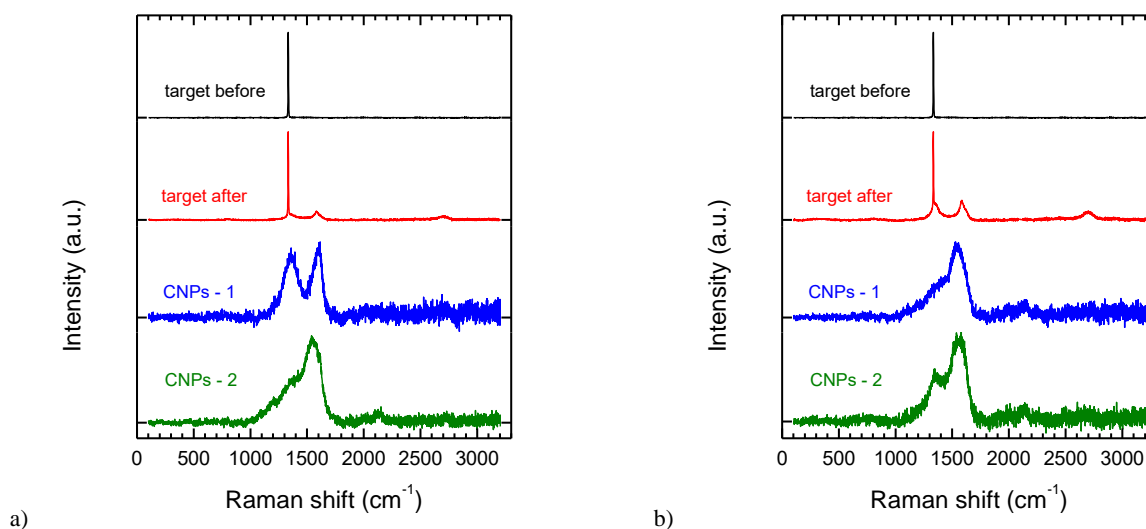 target before
target after
CNPs - 1
CNPs - 2
Intensity (a.u.)
0 500 1000 1500 2000 2500 3000
Raman shift (cm⁻¹)
a)
target before
target after
CNPs - 1
CNPs - 2
Intensity (a.u.)
0 500 1000 1500 2000 2500 3000
Raman shift (cm⁻¹)
b)